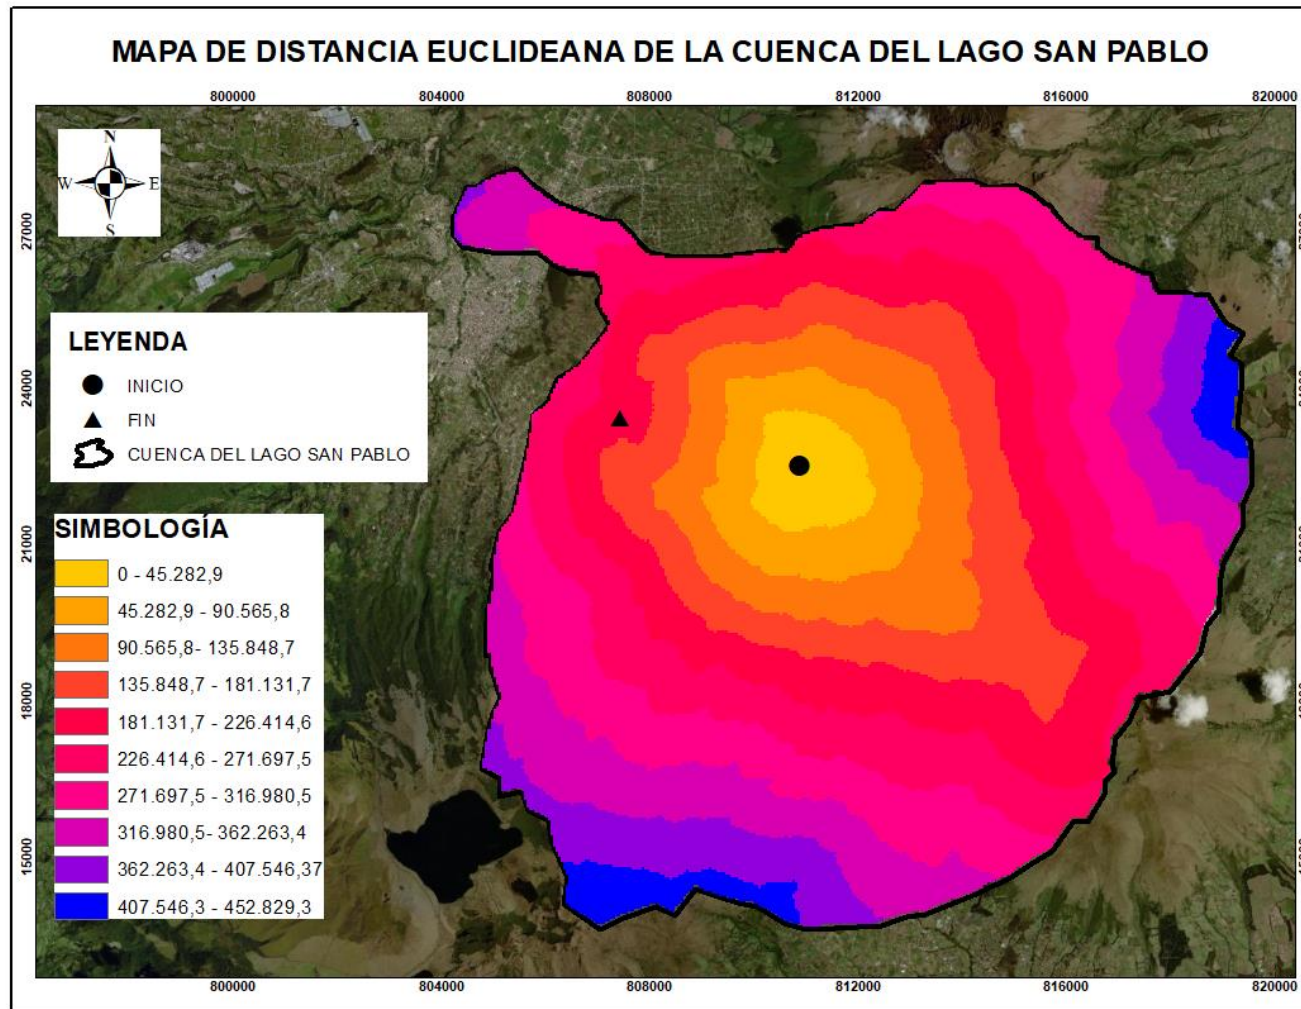 MAPA DE DISTANCIA EUCLIDEANA DE LA CUENCA DEL LAGO SAN PABLO
800000 804000 808000 812000 816000 820000
N
W E
S
27000
24000
21000
18000
15000
LEYENDA
INICIO
FIN
CUENCA DEL LAGO SAN PABLO
SIMBOLOGÍA
0 - 45.282,9
45.282,9 - 90.565,8
90.565,8- 135.848,7
135.848,7 - 181.131,7
181.131,7 - 226.414,6
226.414,6 - 271.697,5
271.697,5 - 316.980,5
316.980,5- 362.263,4
362.263,4 - 407.546,37
407.546,3 - 452.829,3
800000 804000 808000 812000 816000 820000